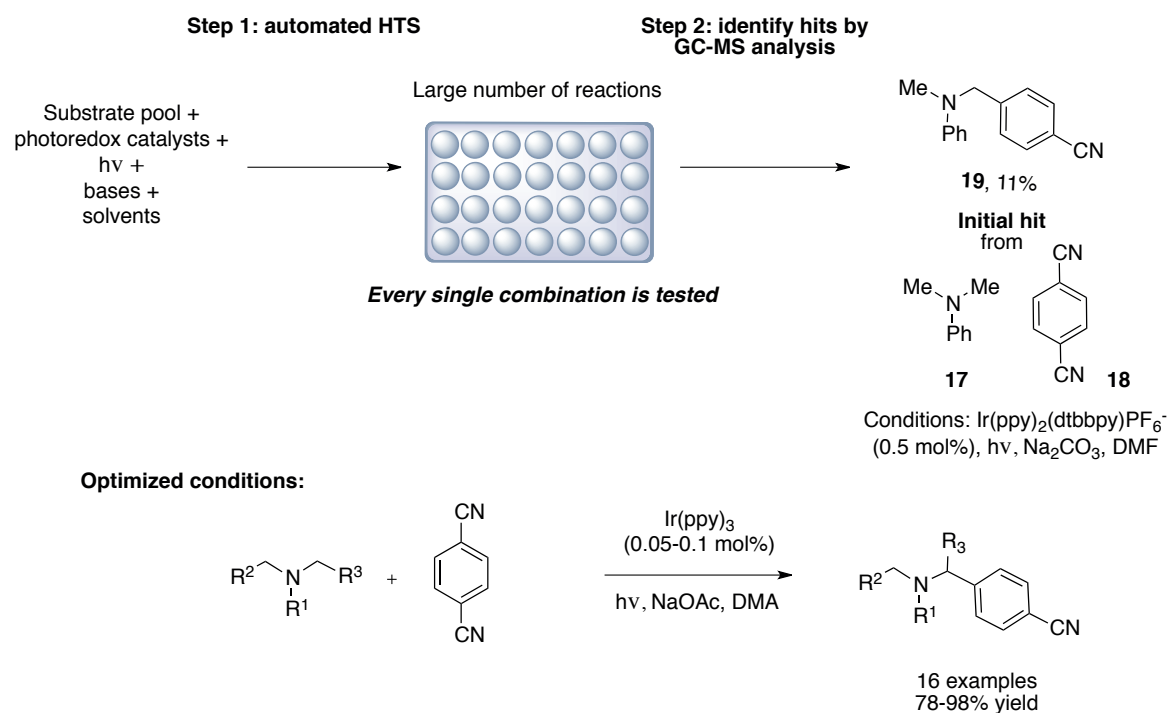 Step 1: automated HTS
Step 2: identify hits by
GC-MS analysis
Substrate pool +
photoredox catalysts +
hν +
bases +
solvents
Large number of reactions
Every single combination is tested
Me
N
Ph
CN
19, 11%
Initial hit
from
Me
Me
N
Ph
17
CN
CN
18
Conditions: Ir(ppy)2(dtbbpy)PF6-
(0.5 mol%), hν, Na2CO3, DMF
Optimized conditions:
R2
N
R3
R1
+
CN
CN
Ir(ppy)3
(0.05-0.1 mol%)
hν, NaOAc, DMA
R3
R2
N
R1
CN
16 examples
78-98% yield